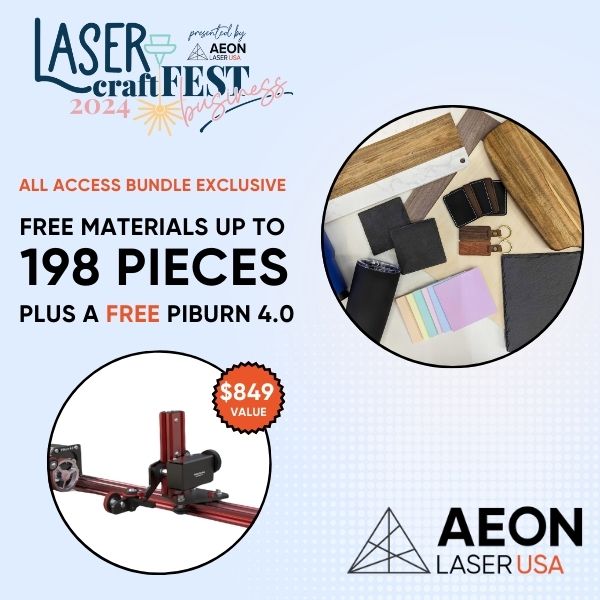 LASER
presented by
AEON
LASER USA
craftFEST
2024
business
ALL ACCESS BUNDLE EXCLUSIVE
FREE MATERIALS UP TO
198 PIECES
PLUS A FREE PIBURN 4.0
$849
VALUE
AEON
LASER USA